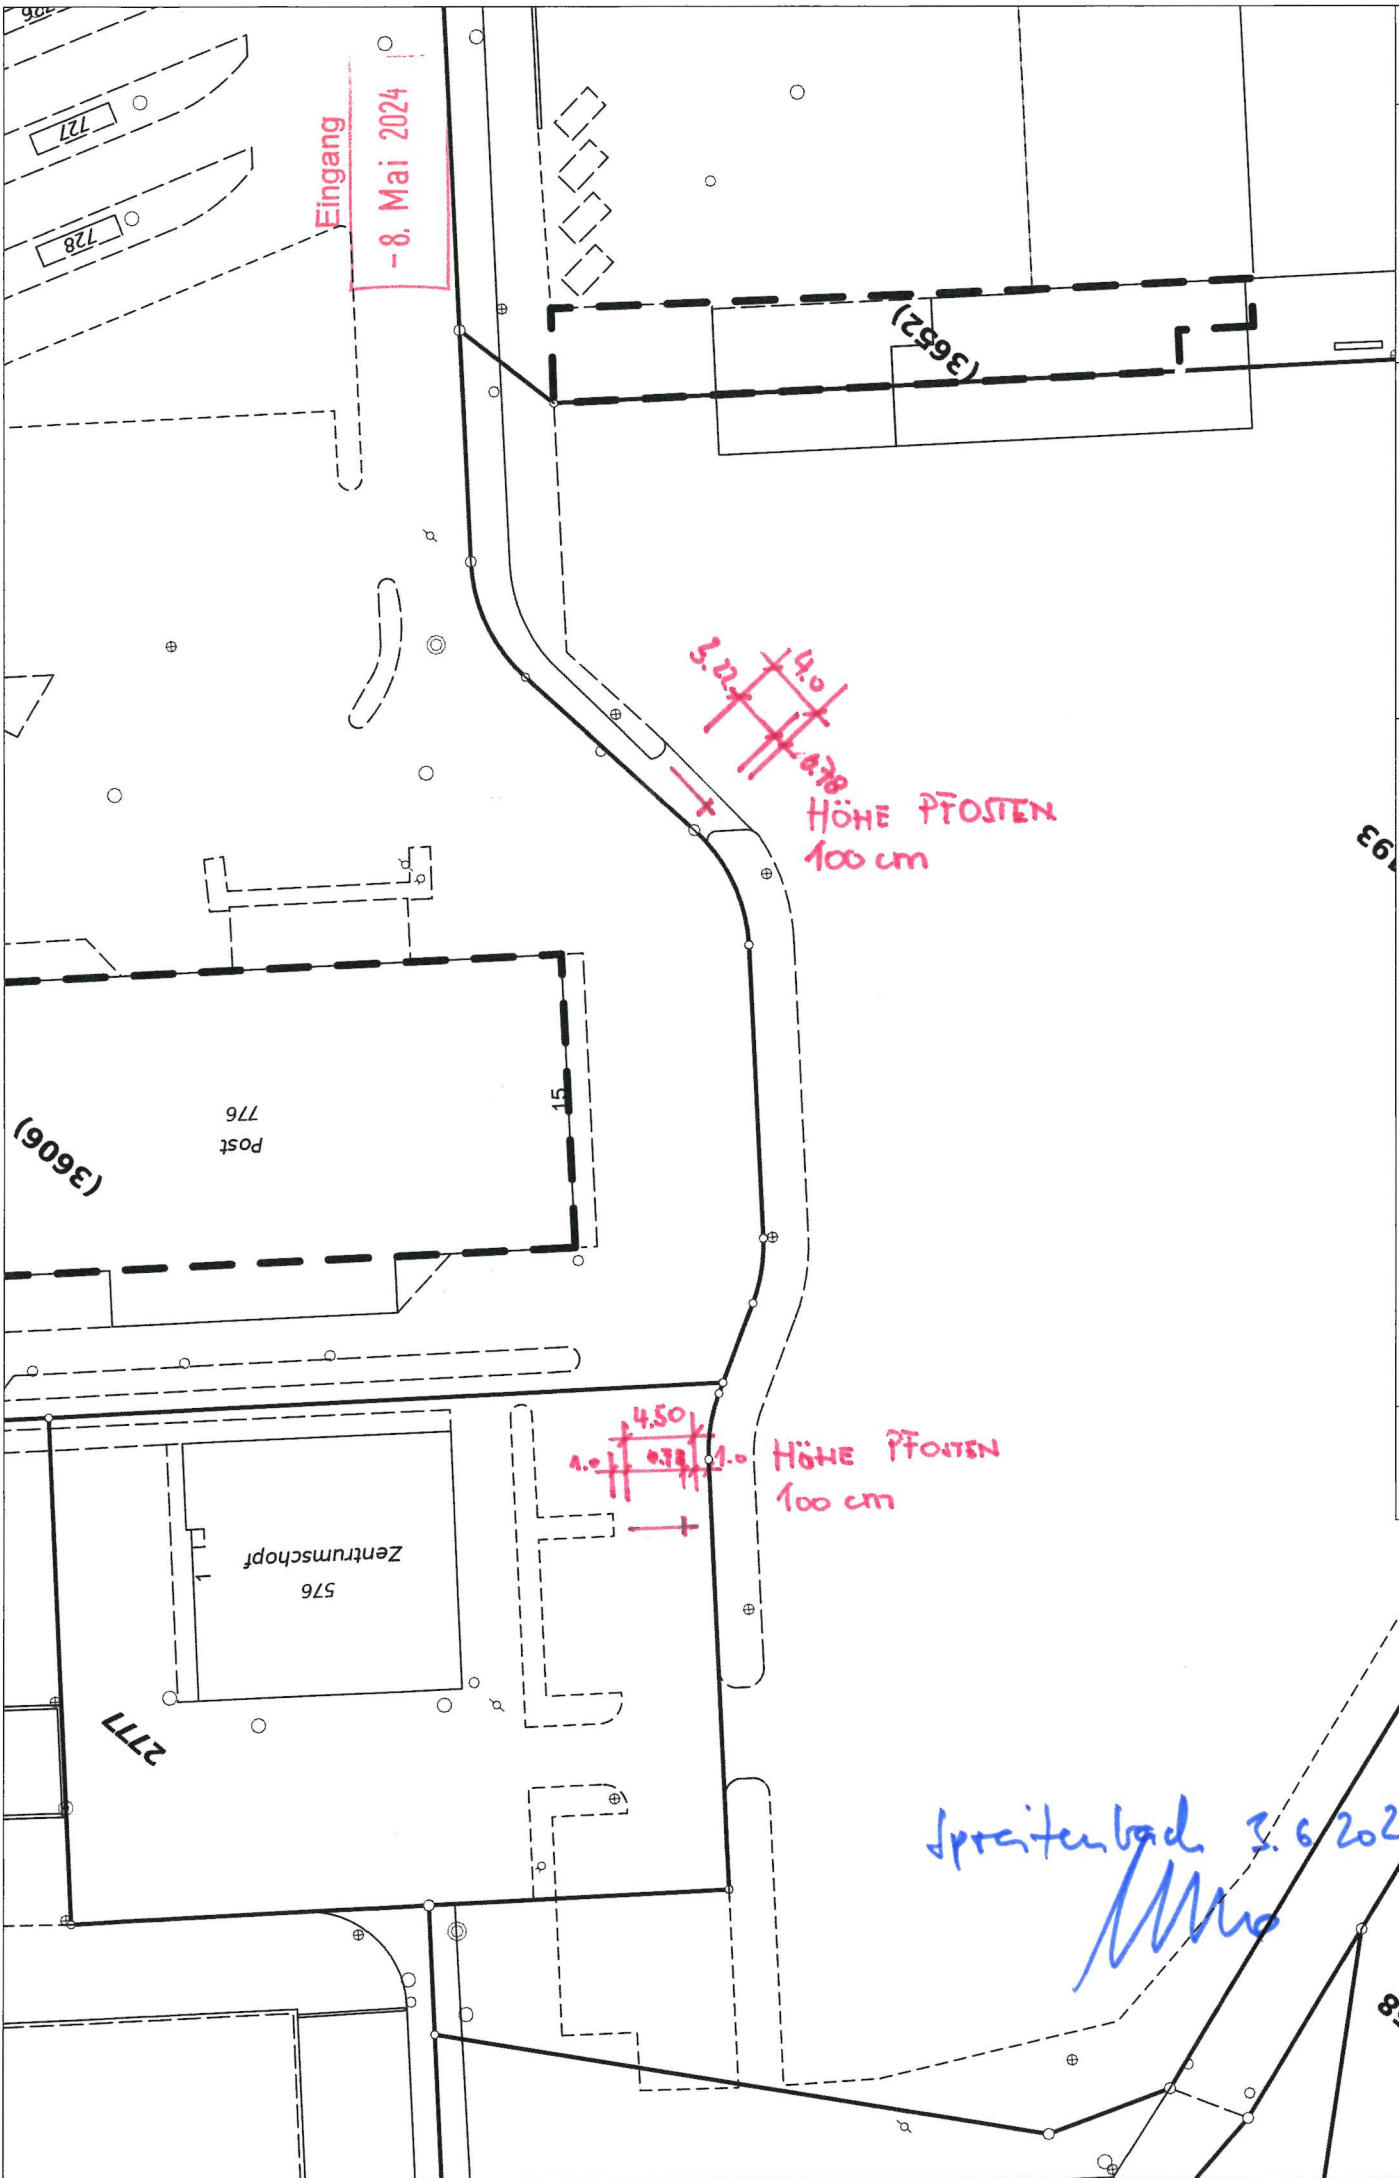 727
728
Eingang
- 8. Mai 2024
(3652)
3.22
4.0
0.78
HÖHE PFOSTEN
100 cm
Post
776
15
(3606)
4.50
1.0
0.78
1.0
HÖHE PFOSTEN
100 cm
Zentrumschopf
576
1
2777
Spreitenbach 3.6.202